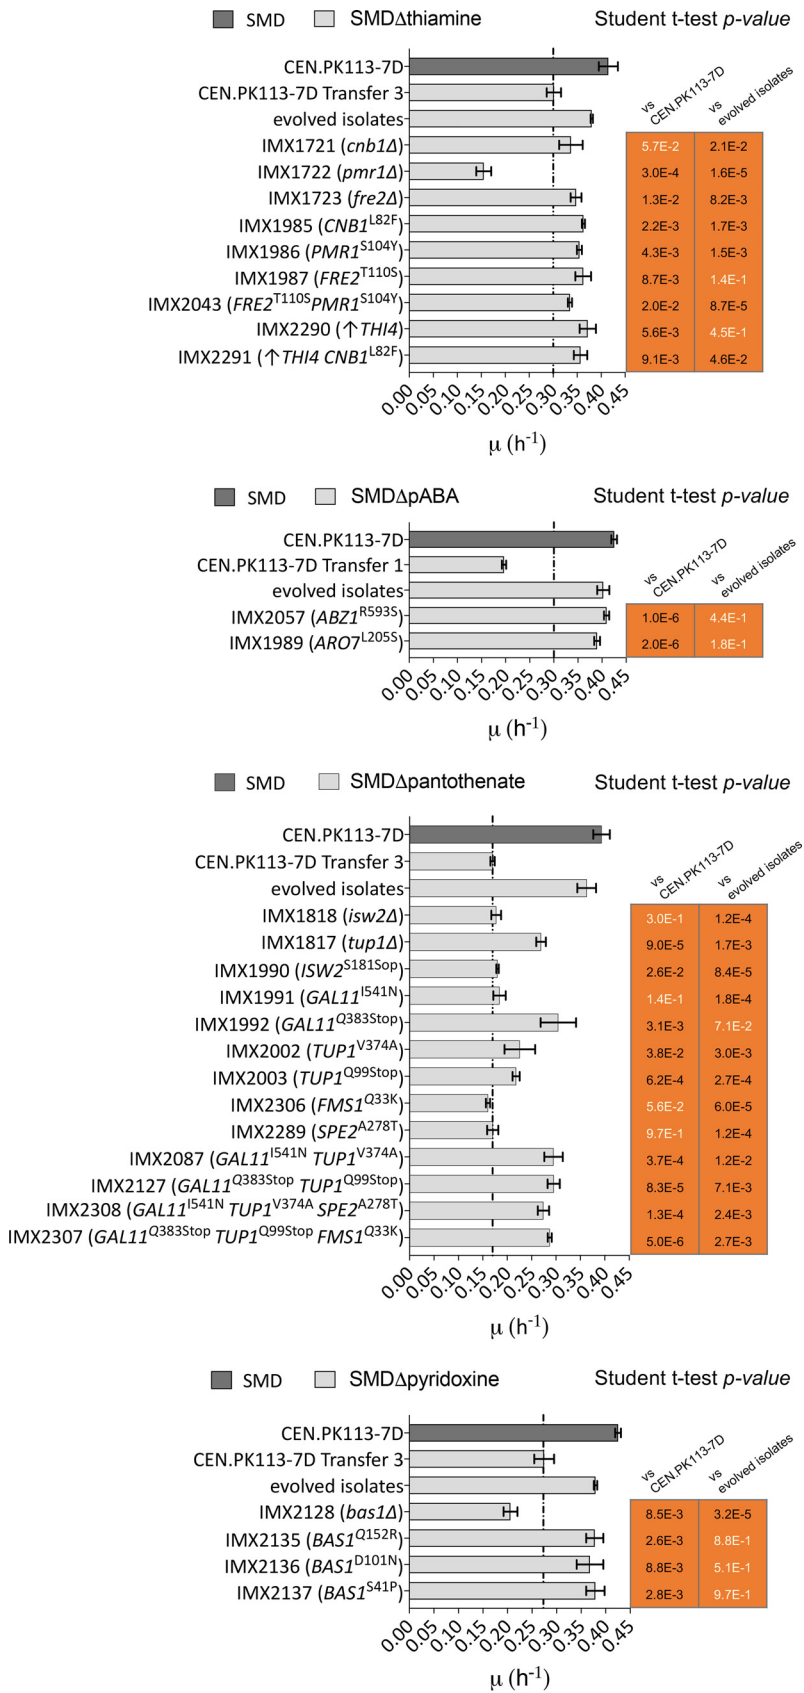 SMD SMDΔthiamine Student t-test p-value
vs CEN.PK113-7D vs evolved isolates
CEN.PK113-7D
CEN.PK113-7D Transfer 3
evolved isolates
IMX1721 (cnb1Δ) 5.7E-2 2.1E-2
IMX1722 (pmr1Δ) 3.0E-4 1.6E-5
IMX1723 (fre2Δ) 1.3E-2 8.2E-3
IMX1985 (CNB1L82F) 2.2E-3 1.7E-3
IMX1986 (PMR1S104Y) 4.3E-3 1.5E-3
IMX1987 (FRE2T110S) 8.7E-3 1.4E-1
IMX2043 (FRE2T110SPMR1S104Y) 2.0E-2 8.7E-5
IMX2290 (↑THI4) 5.6E-3 4.5E-1
IMX2291 (↑THI4 CNB1L82F) 9.1E-3 4.6E-2
0.00 0.05 0.10 0.15 0.20 0.25 0.30 0.35 0.40 0.45
μ (h-1)
SMD SMDΔpABA Student t-test p-value
vs CEN.PK113-7D vs evolved isolates
CEN.PK113-7D
CEN.PK113-7D Transfer 1
evolved isolates
IMX2057 (ABZ1R593S) 1.0E-6 4.4E-1
IMX1989 (ARO7L205S) 2.0E-6 1.8E-1
0.00 0.05 0.10 0.15 0.20 0.25 0.30 0.35 0.40 0.45
μ (h-1)
SMD SMDΔpantothenate Student t-test p-value
vs CEN.PK113-7D vs evolved isolates
CEN.PK113-7D
CEN.PK113-7D Transfer 3
evolved isolates
IMX1818 (isw2Δ) 3.0E-1 1.2E-4
IMX1817 (tup1Δ) 9.0E-5 1.7E-3
IMX1990 (ISW2S181Sop) 2.6E-2 8.4E-5
IMX1991 (GAL11I541N) 1.4E-1 1.8E-4
IMX1992 (GAL11Q383Stop) 3.1E-3 7.1E-2
IMX2002 (TUP1V374A) 3.8E-2 3.0E-3
IMX2003 (TUP1Q99Stop) 6.2E-4 2.7E-4
IMX2306 (FMS1Q33K) 5.6E-2 6.0E-5
IMX2289 (SPE2A278T) 9.7E-1 1.2E-4
IMX2087 (GAL11I541N TUP1V374A) 3.7E-4 1.2E-2
IMX2127 (GAL11Q383Stop TUP1Q99Stop) 8.3E-5 7.1E-3
IMX2308 (GAL11I541N TUP1V374A SPE2A278T) 1.3E-4 2.4E-3
IMX2307 (GAL11Q383Stop TUP1Q99Stop FMS1Q33K) 5.0E-6 2.7E-3
0.00 0.05 0.10 0.15 0.20 0.25 0.30 0.35 0.40 0.45
μ (h-1)
SMD SMDΔpyridoxine Student t-test p-value
vs CEN.PK113-7D vs evolved isolates
CEN.PK113-7D
CEN.PK113-7D Transfer 3
evolved isolates
IMX2128 (bas1Δ) 8.5E-3 3.2E-5
IMX2135 (BAS1Q152R) 2.6E-3 8.8E-1
IMX2136 (BAS1D101N) 8.8E-3 5.1E-1
IMX2137 (BAS1S41P) 2.8E-3 9.7E-1
0.00 0.05 0.10 0.15 0.20 0.25 0.30 0.35 0.40 0.45
μ (h-1)